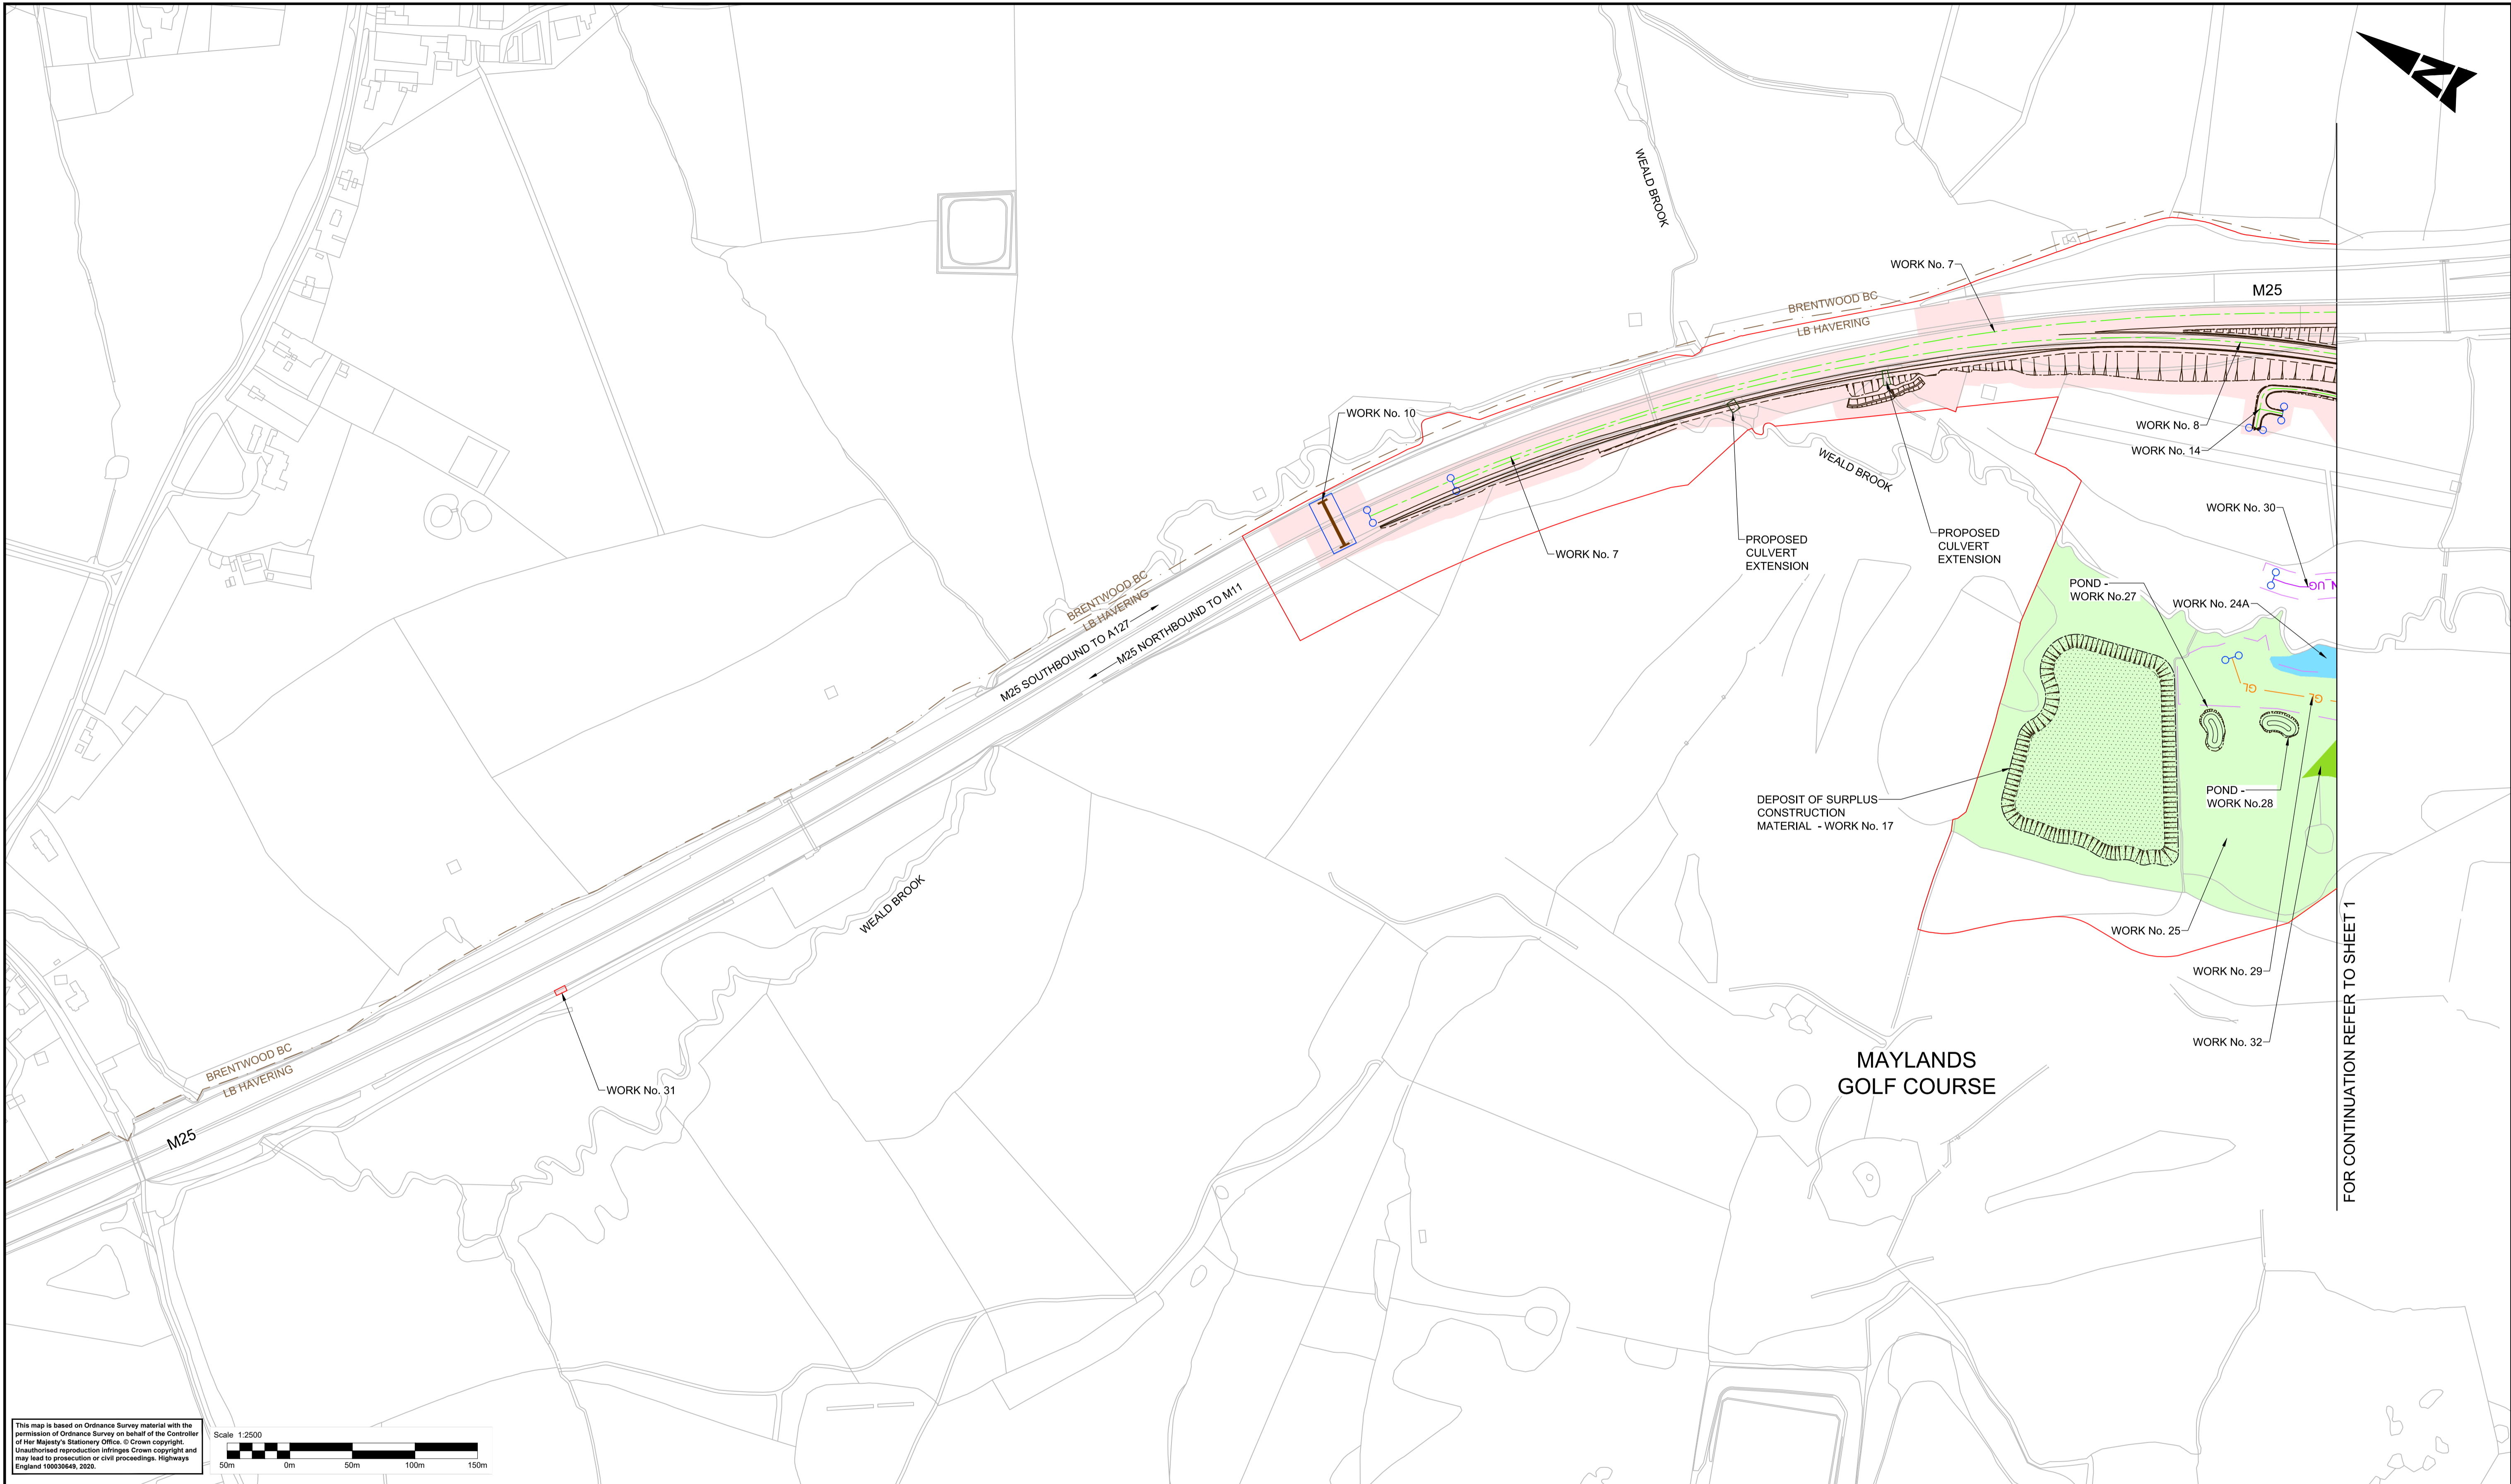 N
WEALD BROOK
WORK No. 7
M25
BRENTWOOD BC
LB HAVERING
WORK No. 10
WORK No. 8
WORK No. 14
WEALD BROOK
WORK No. 30
PROPOSED
CULVERT
EXTENSION
PROPOSED
CULVERT
EXTENSION
WORK No. 7
UG
POND -
WORK No.27
WORK No. 24A
BRENTWOOD BC
LB HAVERING
M25 SOUTHBOUND TO A127
M25 NORTHBOUND TO M11
GL
GL
DEPOSIT OF SURPLUS
CONSTRUCTION
MATERIAL - WORK No. 17
POND -
WORK No.28
WEALD BROOK
WORK No. 25
WORK No. 29
WORK No. 32
FOR CONTINUATION REFER TO SHEET 1
BRENTWOOD BC
LB HAVERING
WORK No. 31
MAYLANDS
GOLF COURSE
M25
This map is based on Ordnance Survey material with the
permission of Ordnance Survey on behalf of the Controller
of Her Majesty's Stationery Office. © Crown copyright.
Unauthorised reproduction infringes Crown copyright and
may lead to prosecution or civil proceedings. Highways
England 100030649, 2020.
Scale 1:2500
50m 0m 50m 100m 150m